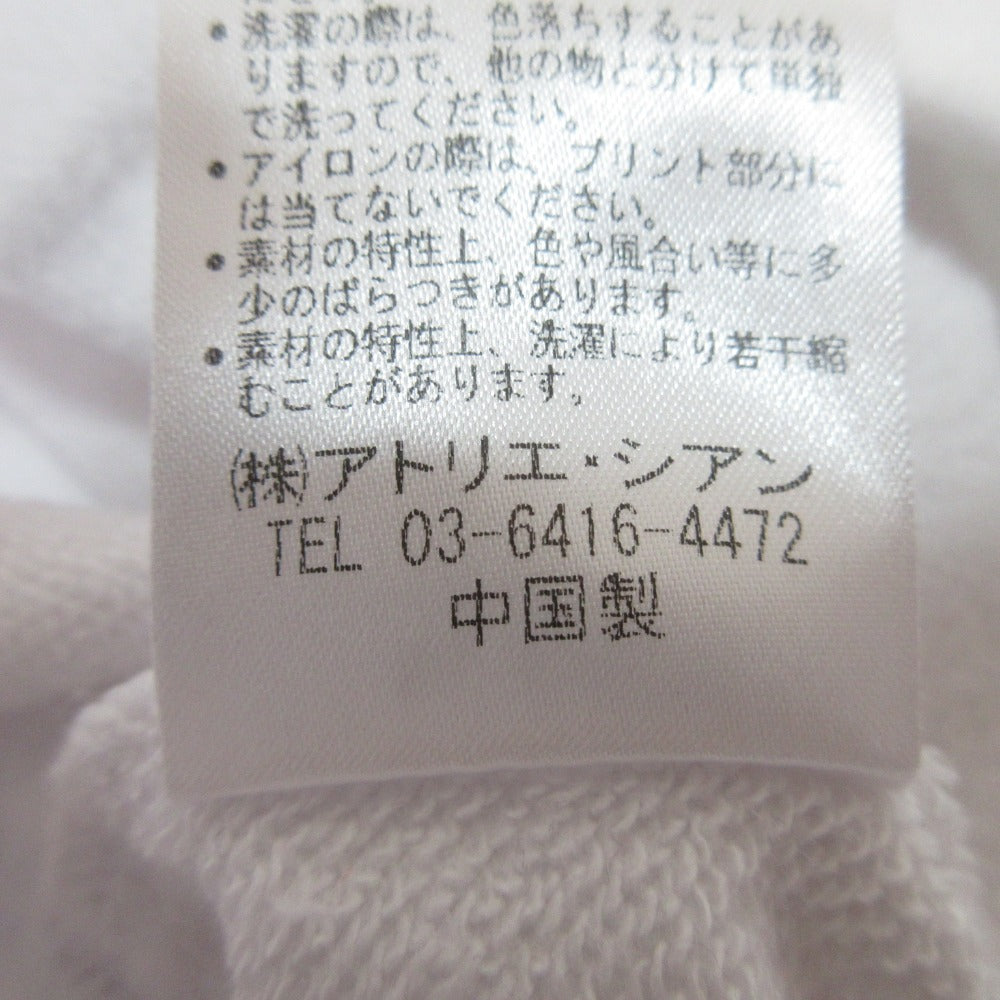 • 洗濯の際は、色落ちすることがあ
りますので、他の物と分けて単独
で洗ってください。
• アイロンの際は、プリント部分に
は当てないでください。
• 素材の特性上、色や風合い等に多
少のばらつきがあります。
• 素材の特性上、洗濯により若干縮
むことがあります。
(株)アトリエ・シアン
TEL 03-6416-4472
中国製